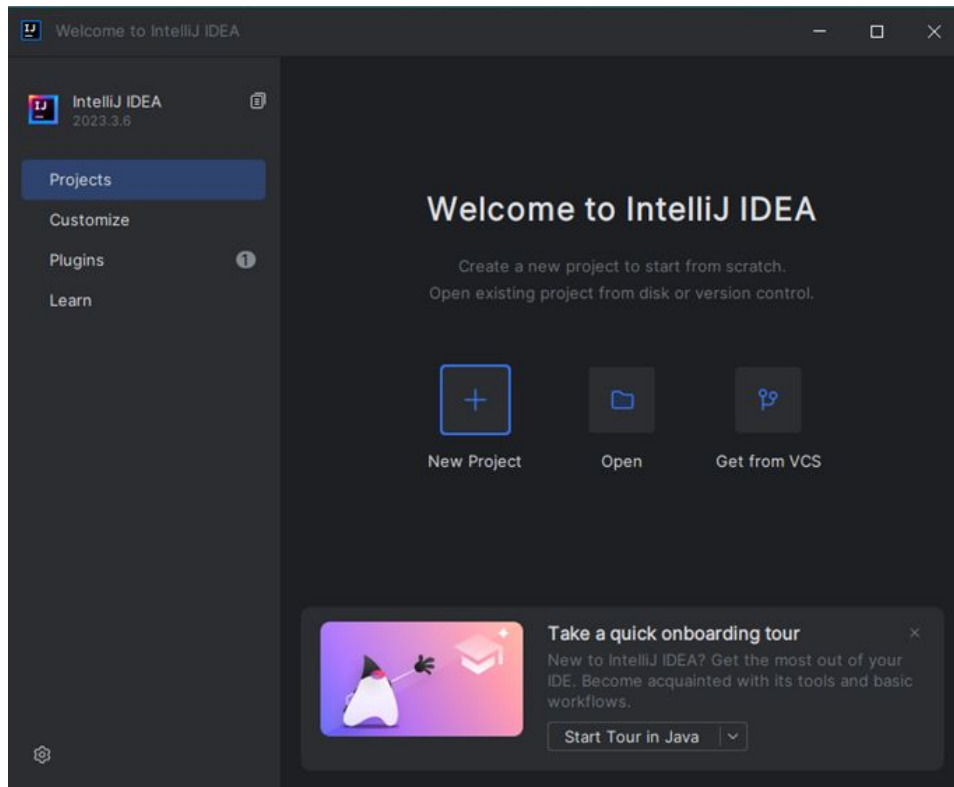 Welcome to IntelliJ IDEA
IntelliJ IDEA
2023.3.6
Projects
Customize
Plugins
1
Learn
Welcome to IntelliJ IDEA
Create a new project to start from scratch.
Open existing project from disk or version control.
New Project
Open
Get from VCS
Take a quick onboarding tour
New to IntelliJ IDEA? Get the most out of your
IDE. Become acquainted with its tools and basic
workflows.
Start Tour in Java